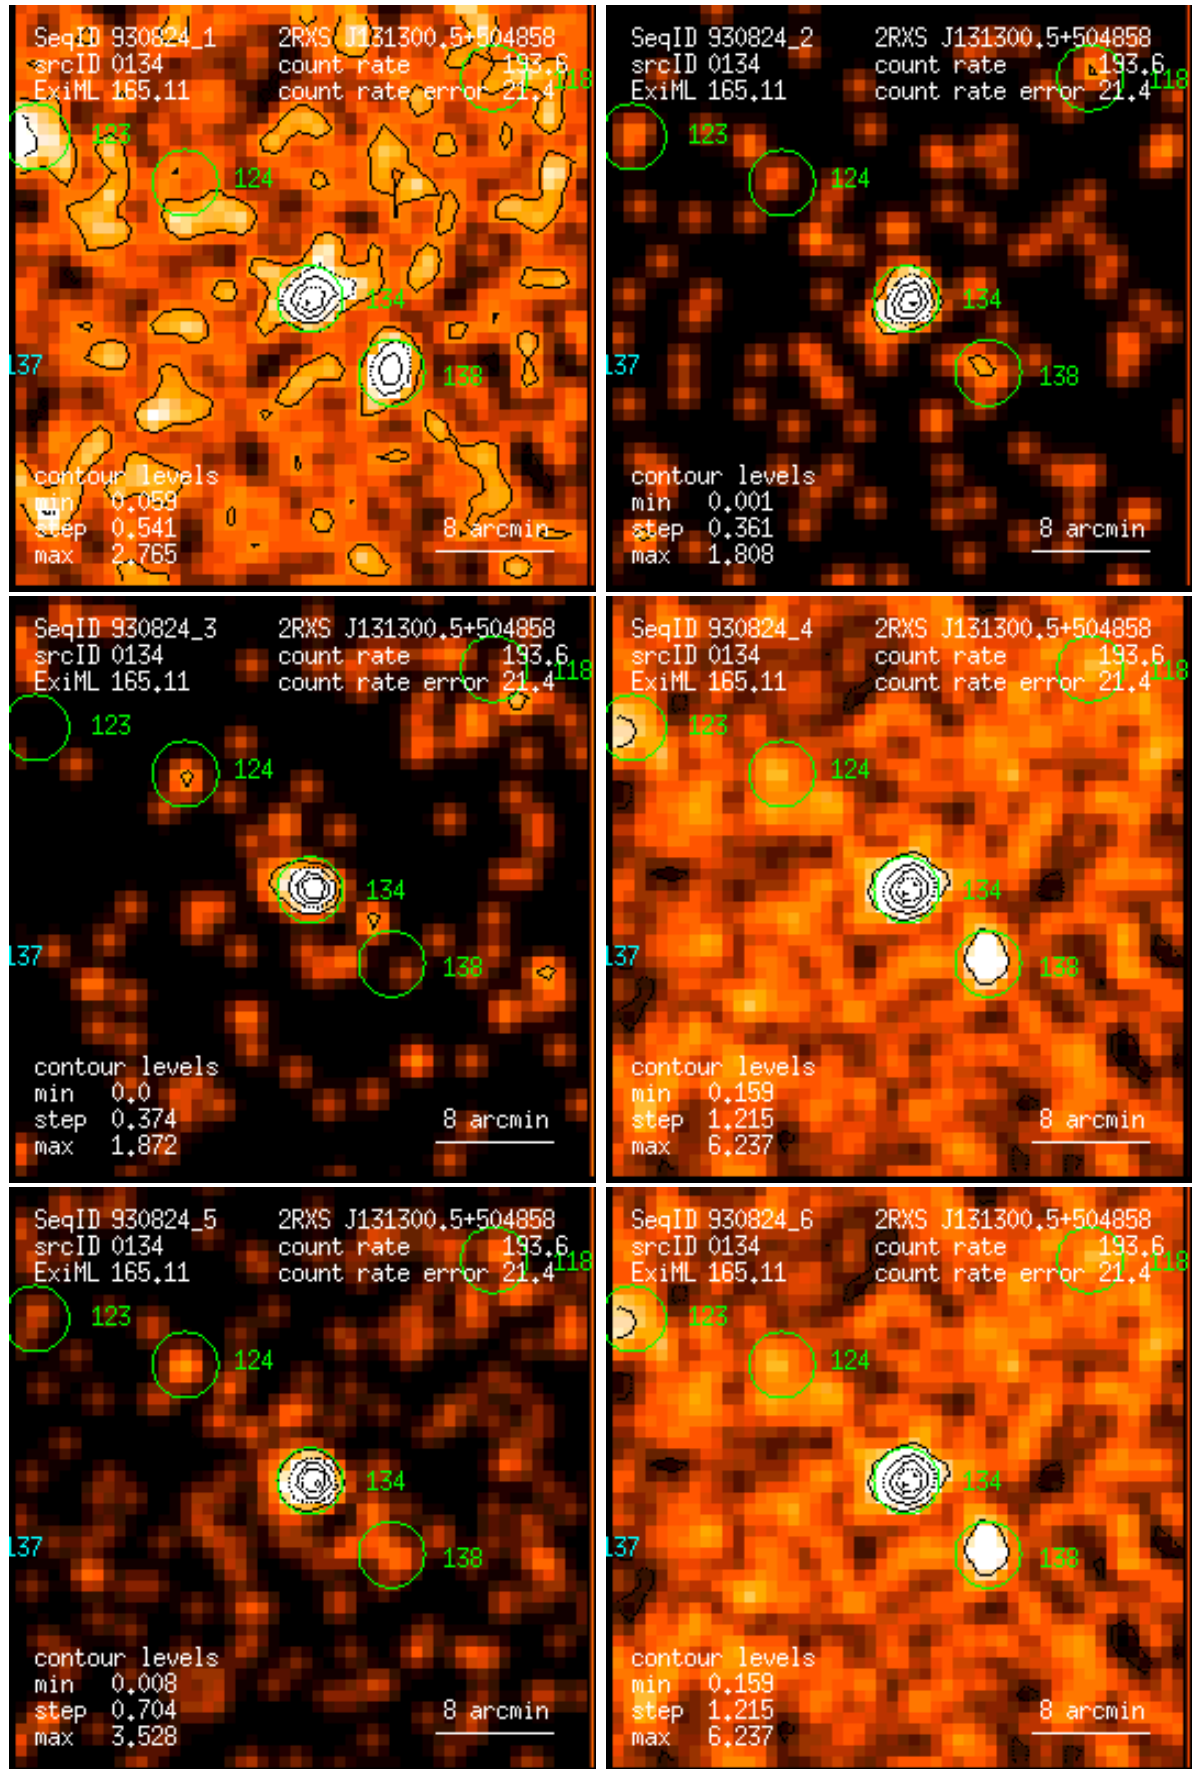 SeqID 930824_1 2RXS J131300.5+504858
srcID 0134 count rate 193.6
ExiML 165.11 count rate error 21.4
118
123
124
134
137
138
contour levels
min 0.059
step 0.541 8 arcmin
max 2.765
SeqID 930824_2 2RXS J131300.5+504858
srcID 0134 count rate 193.6
ExiML 165.11 count rate error 21.4
118
123
124
134
137
138
contour levels
min 0.001
step 0.361 8 arcmin
max 1.808
SeqID 930824_3 2RXS J131300.5+504858
srcID 0134 count rate 193.6
ExiML 165.11 count rate error 21.4
118
123
124
134
137
138
contour levels
min 0.0
step 0.374 8 arcmin
max 1.872
SeqID 930824_4 2RXS J131300.5+504858
srcID 0134 count rate 193.6
ExiML 165.11 count rate error 21.4
118
123
124
134
137
138
contour levels
min 0.159
step 1.215 8 arcmin
max 6.237
SeqID 930824_5 2RXS J131300.5+504858
srcID 0134 count rate 193.6
ExiML 165.11 count rate error 21.4
118
123
124
134
137
138
contour levels
min 0.008
step 0.704 8 arcmin
max 3.528
SeqID 930824_6 2RXS J131300.5+504858
srcID 0134 count rate 193.6
ExiML 165.11 count rate error 21.4
118
123
124
134
137
138
contour levels
min 0.159
step 1.215 8 arcmin
max 6.237